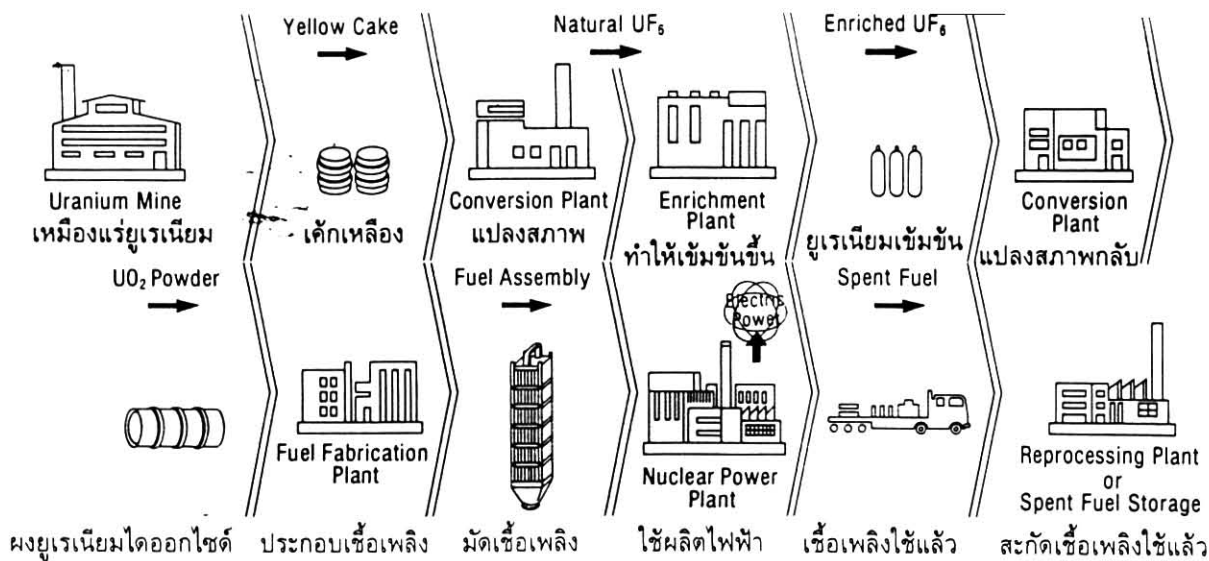 Yellow Cake
Natural UF₅
Enriched UF₆
Uranium Mine
เหมืองแร่ยูเรเนียม
เค้กเหลือง
Conversion Plant
แปลงสภาพ
Enrichment
Plant
ทำให้เข้มข้นขึ้น
ยูเรเนียมเข้มข้น
Conversion
Plant
แปลงสภาพกลับ
UO₂ Powder
Fuel Assembly
Electric
Power
Spent Fuel
Fuel Fabrication
Plant
Nuclear Power
Plant
Reprocessing Plant
or
Spent Fuel Storage
ผงยูเรเนียมไดออกไซด์
ประกอบเชื้อเพลิง
มัดเชื้อเพลิง
ใช้ผลิตไฟฟ้า
เชื้อเพลิงใช้แล้ว
สะกัดเชื้อเพลิงใช้แล้ว